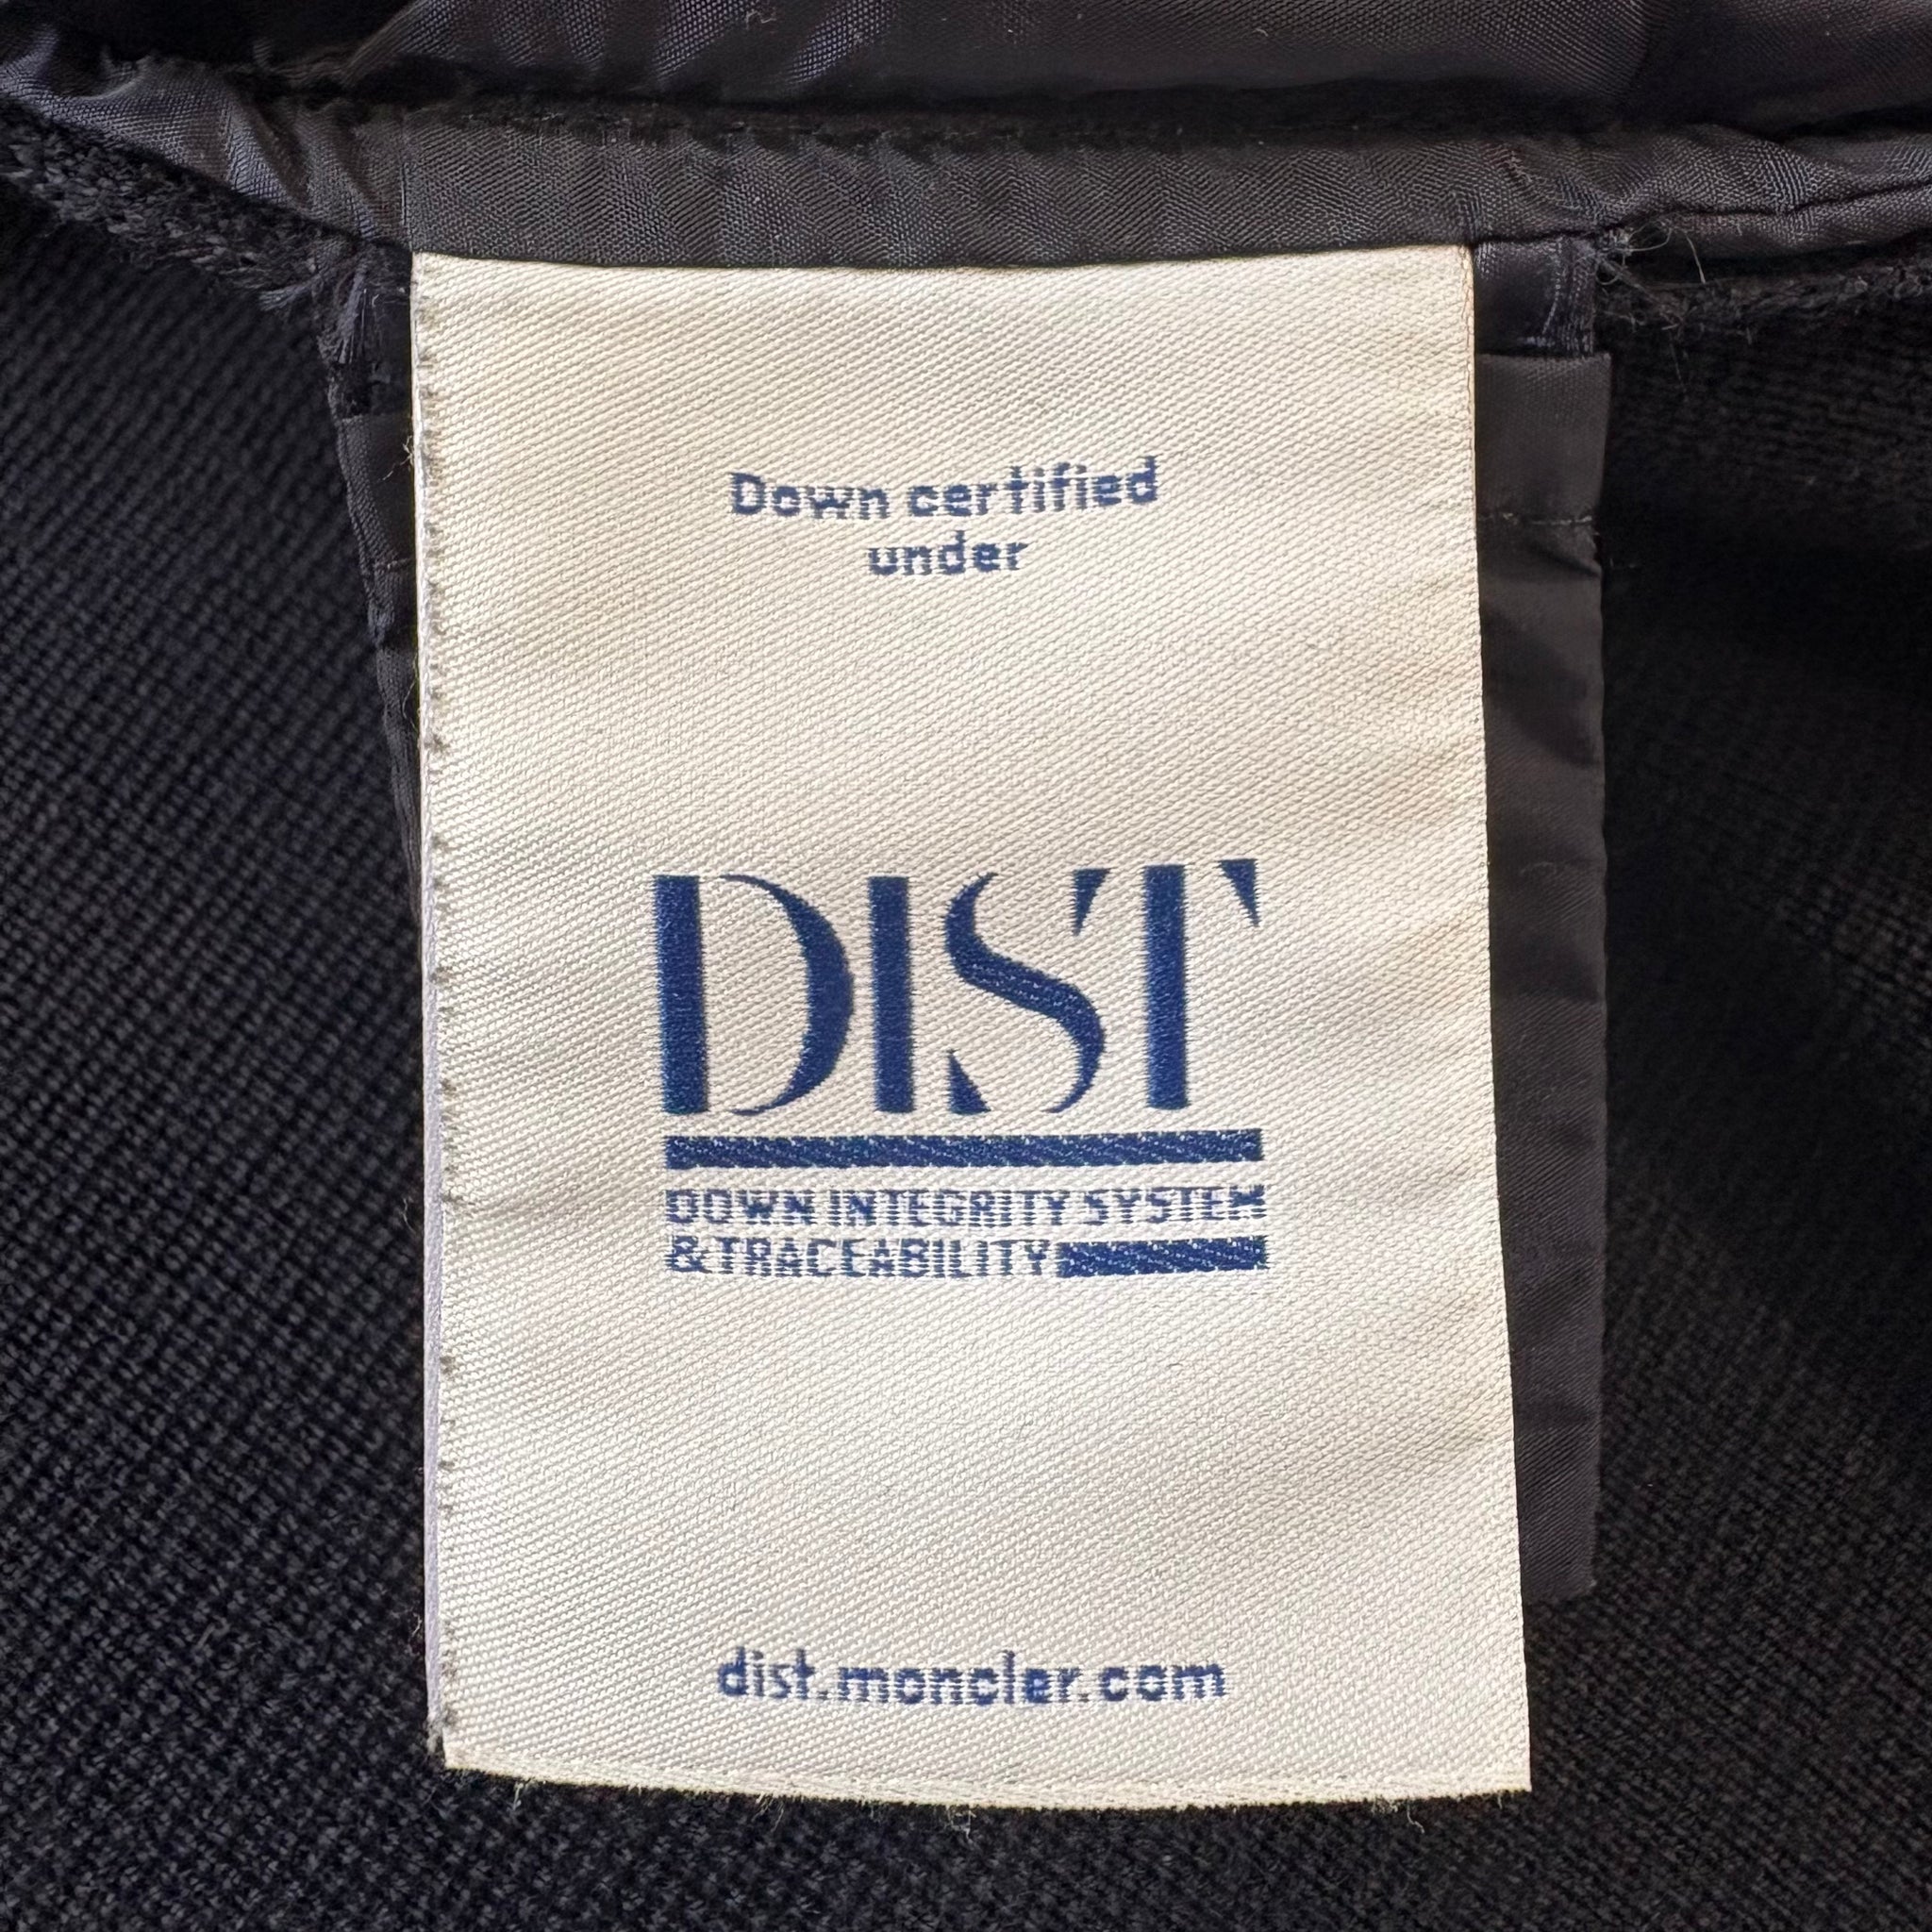 Down certified
under
DIST
DOWN INTEGRITY SYSTEM
& TRACEABILITY
dist.moncler.com